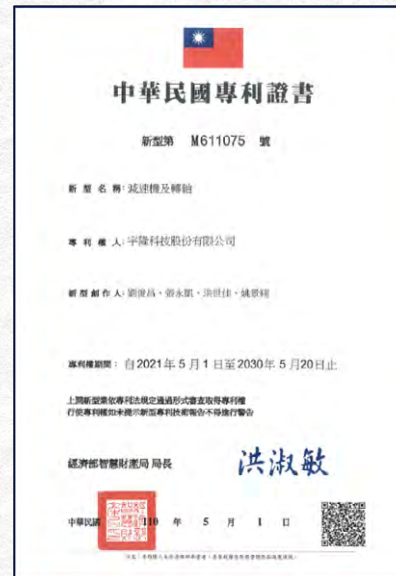 中華民國專利證書
新型第 M611075 號
新型名稱：減速機及轉軸
專利權人：宇隆科技股份有限公司
新型創作人：劉俊昌、張永凱、
專利權期間：自2021年5月1日至2030年5月20日止
上開新型業依專利法規定通過形式審查取得專利權
行使專利權如未提示新型專利技術報告不得進行警告
經濟部智慧財產局 局長 洪淑敏
中華民國 110 年 5 月 1 日